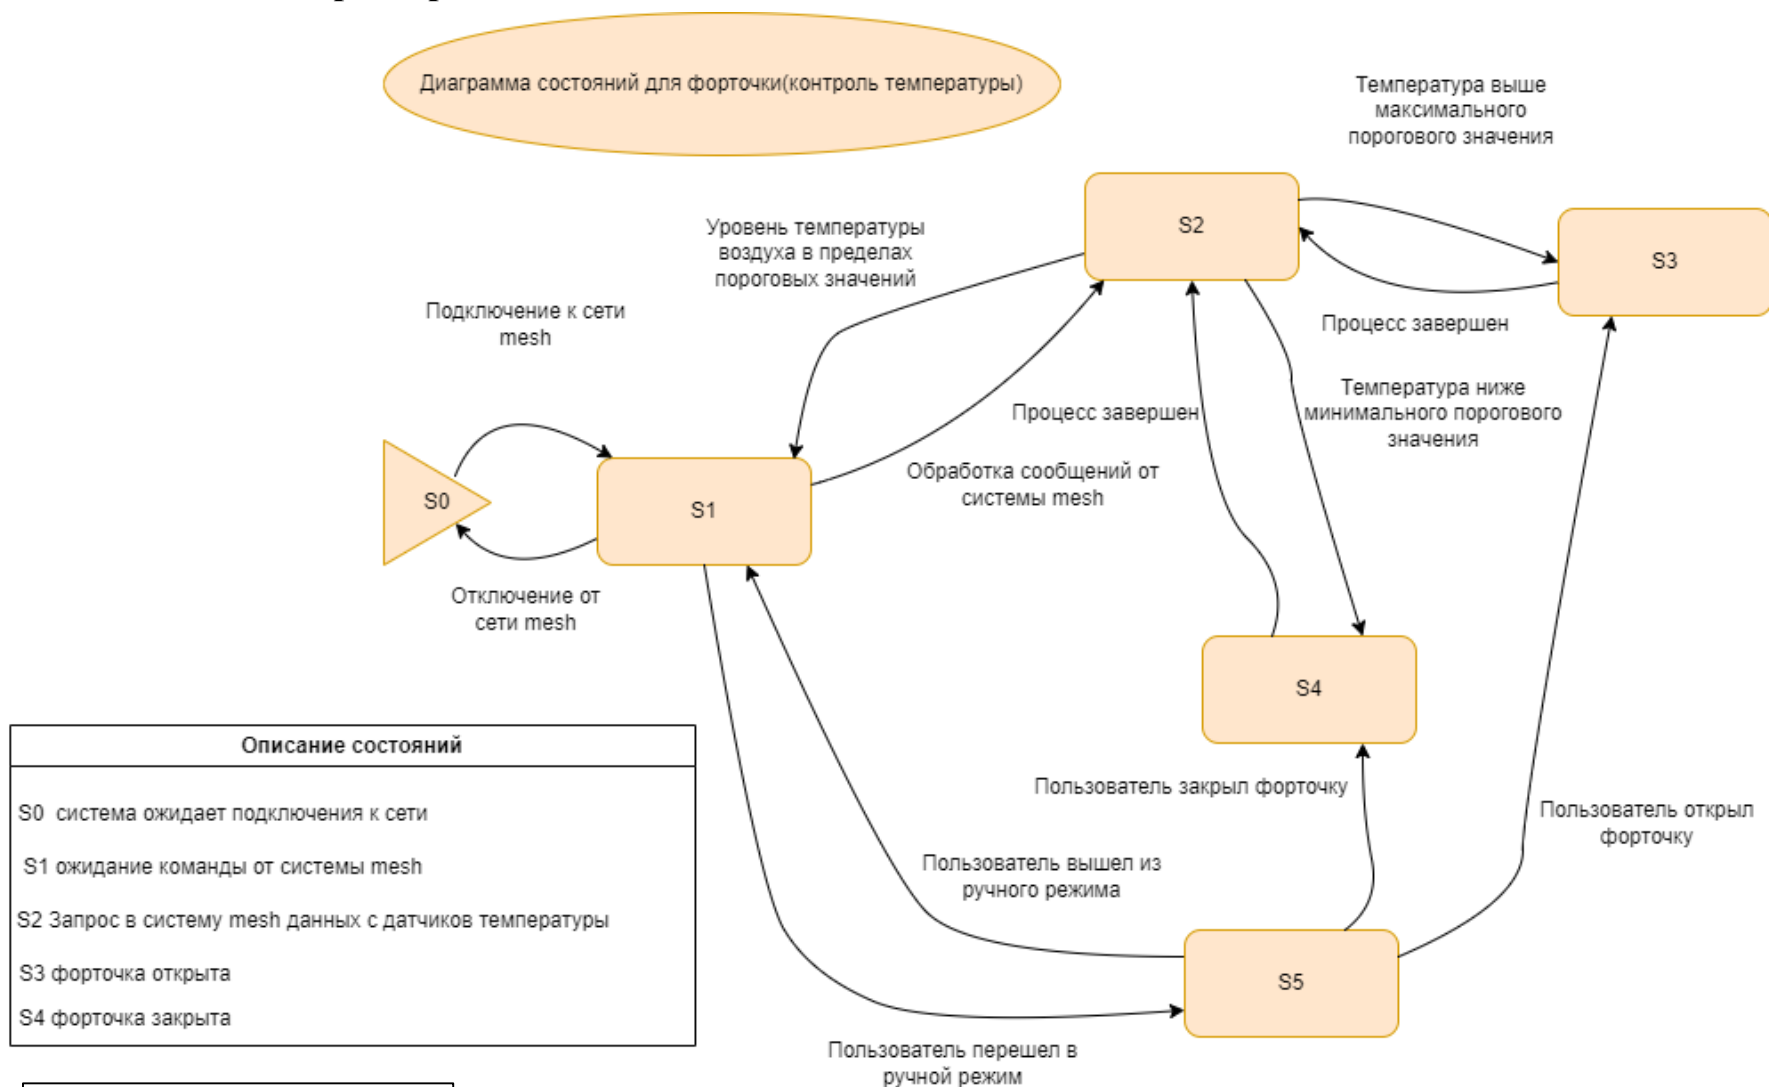 Диаграмма состояний для форточки(контроль температуры)
Температура выше
максимального
порогового значения
S2
S3
Уровень температуры
воздуха в пределах
пороговых значений
Подключение к сети
mesh
Процесс завершен
Температура ниже
минимального порогового
значения
Процесс завершен
Обработка сообщений от
системы mesh
S0
S1
Отключение от
сети mesh
S4
Пользователь закрыл форточку
Пользователь открыл
форточку
Пользователь вышел из
ручного режима
S5
Пользователь перешел в
ручной режим
Описание состояний
S0 система ожидает подключения к сети
S1 ожидание команды от системы mesh
S2 Запрос в систему mesh данных с датчиков температуры
S3 форточка открыта
S4 форточка закрыта